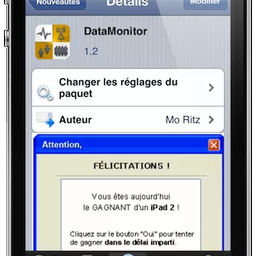 Nouveautés
Détails
Modifier
DataMonitor
1.2
Changer les réglages du
paquet
Auteur
Mo Ritz
Attention,
FÉLICITATIONS !
Vous êtes aujourd'hui
le GAGNANT d'un iPad 2 !
Cliquez sur le bouton "Oui" pour tenter
de gagner dans le délai imparti.